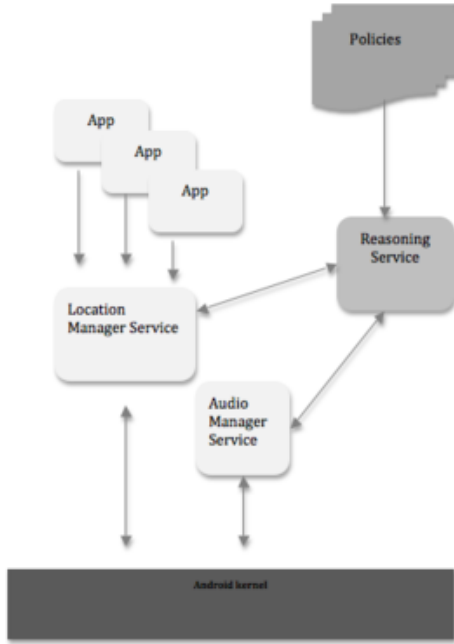 Policies
App
App
App
Reasoning
Service
Location
Manager Service
Audio
Manager
Service
Android kernel